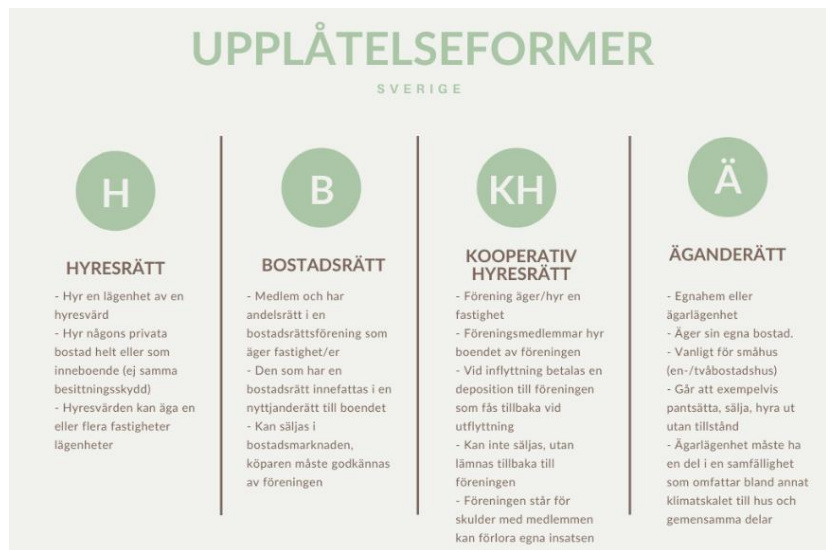 UPPLÅTELSEFORMER
SVERIGE
H
HYRESRÄTT
- Hyr en lägenhet av en
hyresvärd
- Hyr någons privata
bostad helt eller som
inneboende (ej samma
besittningsskydd)
- Hyresvärden kan äga en
eller flera fastigheter
lägenheter
B
BOSTADSRÄTT
- Medlem och har
andelsrätt i en
bostadsrättsförening som
äger fastighet/er
- Den som har en
bostadsrätt innefattas i en
nyttjanderätt till boendet
- Kan säljas i
bostadsmarknaden,
köparen måste godkännas
av föreningen
KH
KOOPERATIV
HYRESRÄTT
- Förening äger/hyr en
fastighet
- Föreningsmedlemmar hyr
boendet av föreningen
- Vid inflyttning betalas en
deposition till föreningen
som fås tillbaka vid
utflyttning
- Kan inte säljas, utan
lämnas tillbaka till
föreningen
- Föreningen står för
skulder med medlemmen
kan förlora egna insatsen
Ä
ÄGANDERÄTT
- Egnahem eller
ägarlägenhet
- Äger sin egna bostad.
- Vanligt för småhus
(en-/tvåbostadshus)
- Går att exempelvis
pantsätta, sälja, hyra ut
utan tillstånd
- Ägarlägenhet måste ha
en del i en samfällighet
som omfattar bland annat
klimatskalet till hus och
gemensamma delar